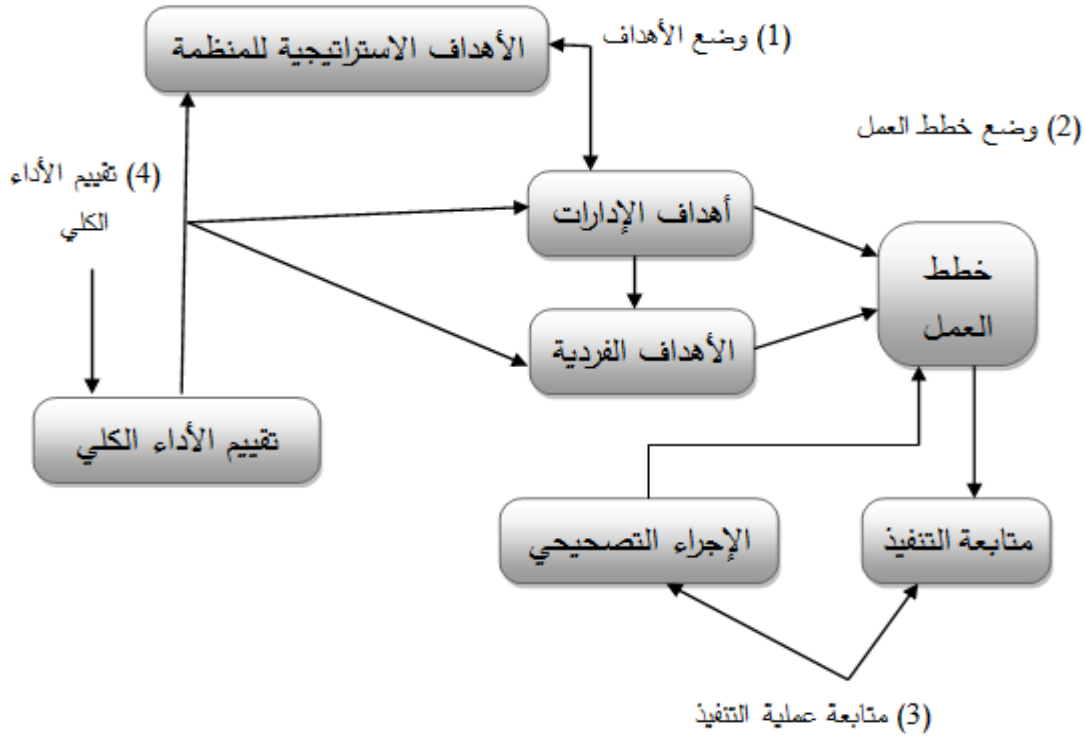 (1) وضع الأهداف
الأهداف الاستراتيجية للمنظمة
(2) وضع خطط العمل
(4) تقييم الأداء
الكلي
أهداف الإدارات
خطط
العمل
الأهداف الفردية
تقييم الأداء الكلي
متابعة التنفيذ
الإجراء التصحيحي
(3) متابعة عملية التنفيذ